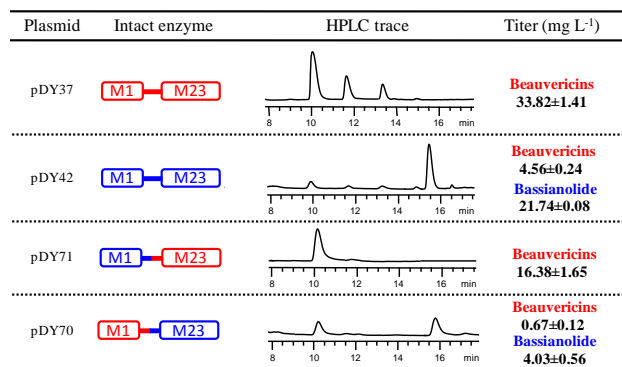 Plasmid Intact enzyme HPLC trace Titer (mg L-1)
pDY37 M1 M23 Beauvericins
33.82±1.41
8 10 12 14 16 min
pDY42 M1 M23 Beauvericins
4.56±0.24
Bassianolide
21.74±0.08
8 10 12 14 16 min
pDY71 M1 M23 Beauvericins
16.38±1.65
8 10 12 14 16 min
pDY70 M1 M23 Beauvericins
0.67±0.12
Bassianolide
4.03±0.56
8 10 12 14 16 min